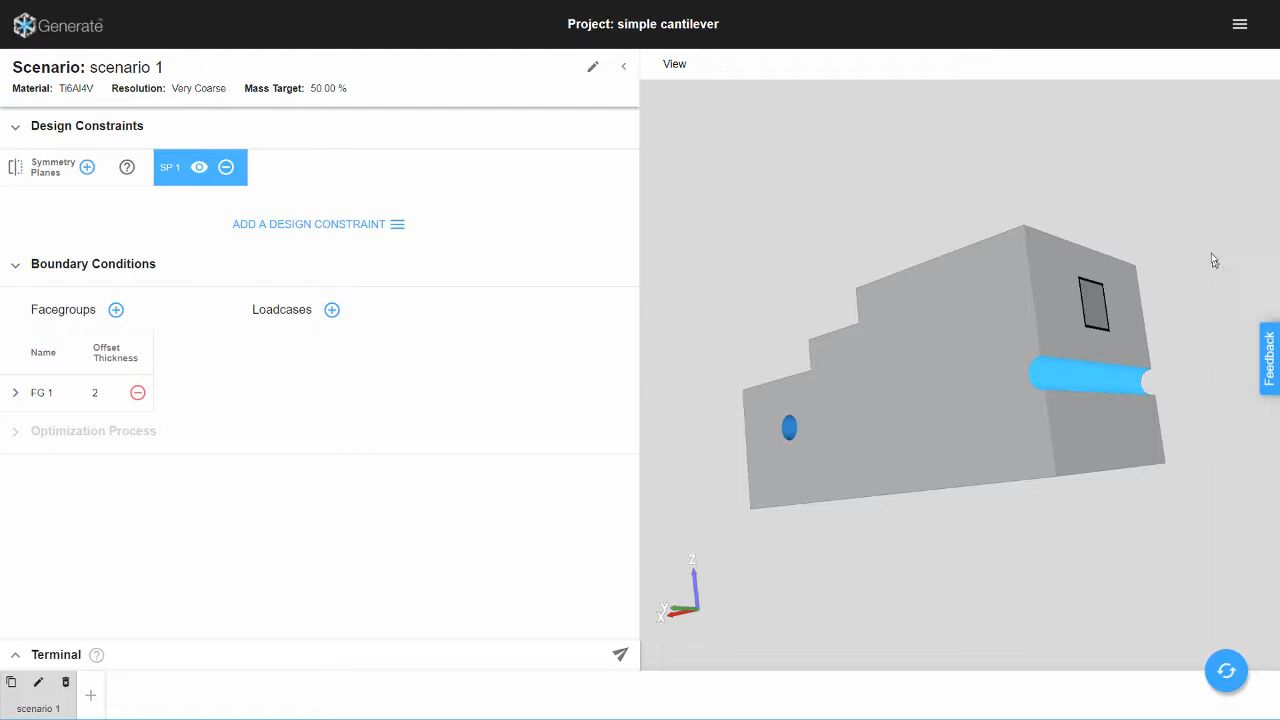 Generate™
Project: simple cantilever
Scenario: scenario 1
Material: Ti6Al4V Resolution: Very Coarse Mass Target: 50.00 %
View
Design Constraints
Symmetry
Planes
SP 1
ADD A DESIGN CONSTRAINT
Boundary Conditions
Facegroups
Loadcases
Name
Offset
Thickness
FG 1 2
Optimization Process
Feedback
Z
Y
X
Terminal
scenario 1